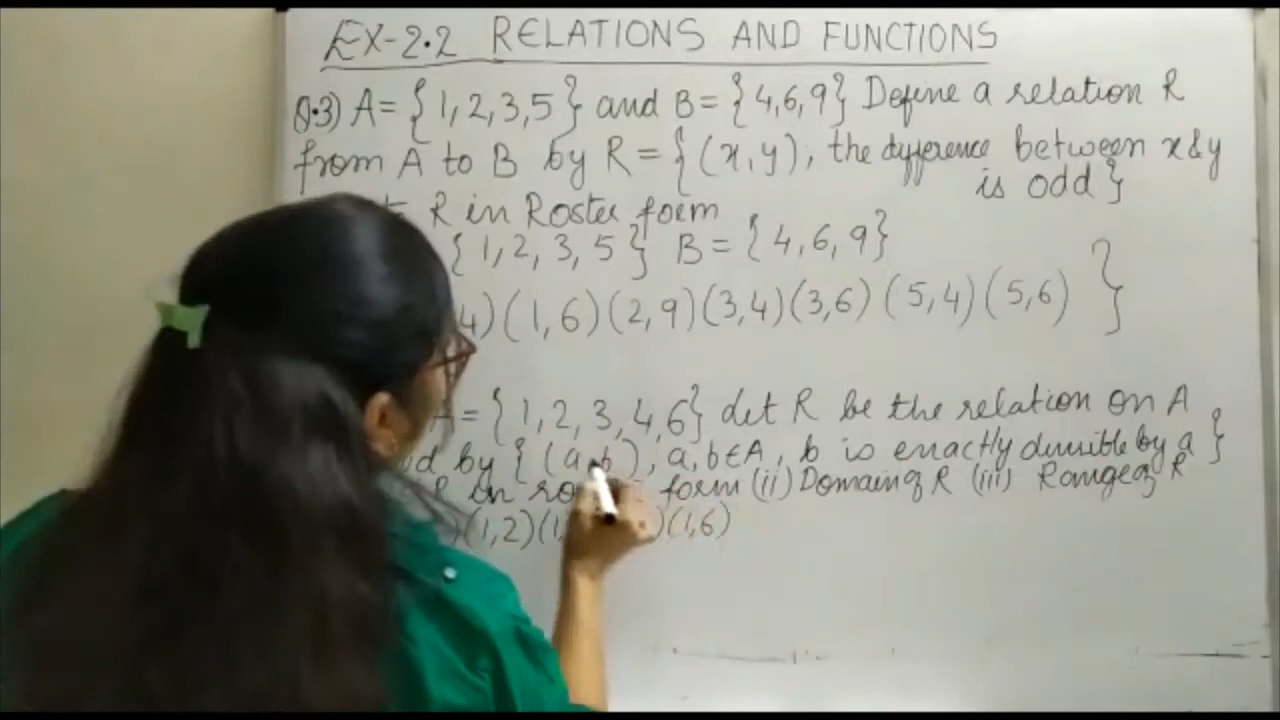 EX-2.2 RELATIONS AND FUNCTIONS
Q.3) A = {1,2,3,5} and B = {4,6,9} Define a relation R
from A to B by R = {(x,y), the difference between x & y
is odd}
R in Roster form
{1,2,3,5} B = {4,6,9}
4)(1,6)(2,9)(3,4)(3,6)(5,4)(5,6) }
A = {1,2,3,4,6} Let R be the relation on A
by {(a,b), a,b∈A, b is exactly divisible by a}
R in form (ii) Domain of R (iii) Range of R
)(1,2)(1, )(1,6)